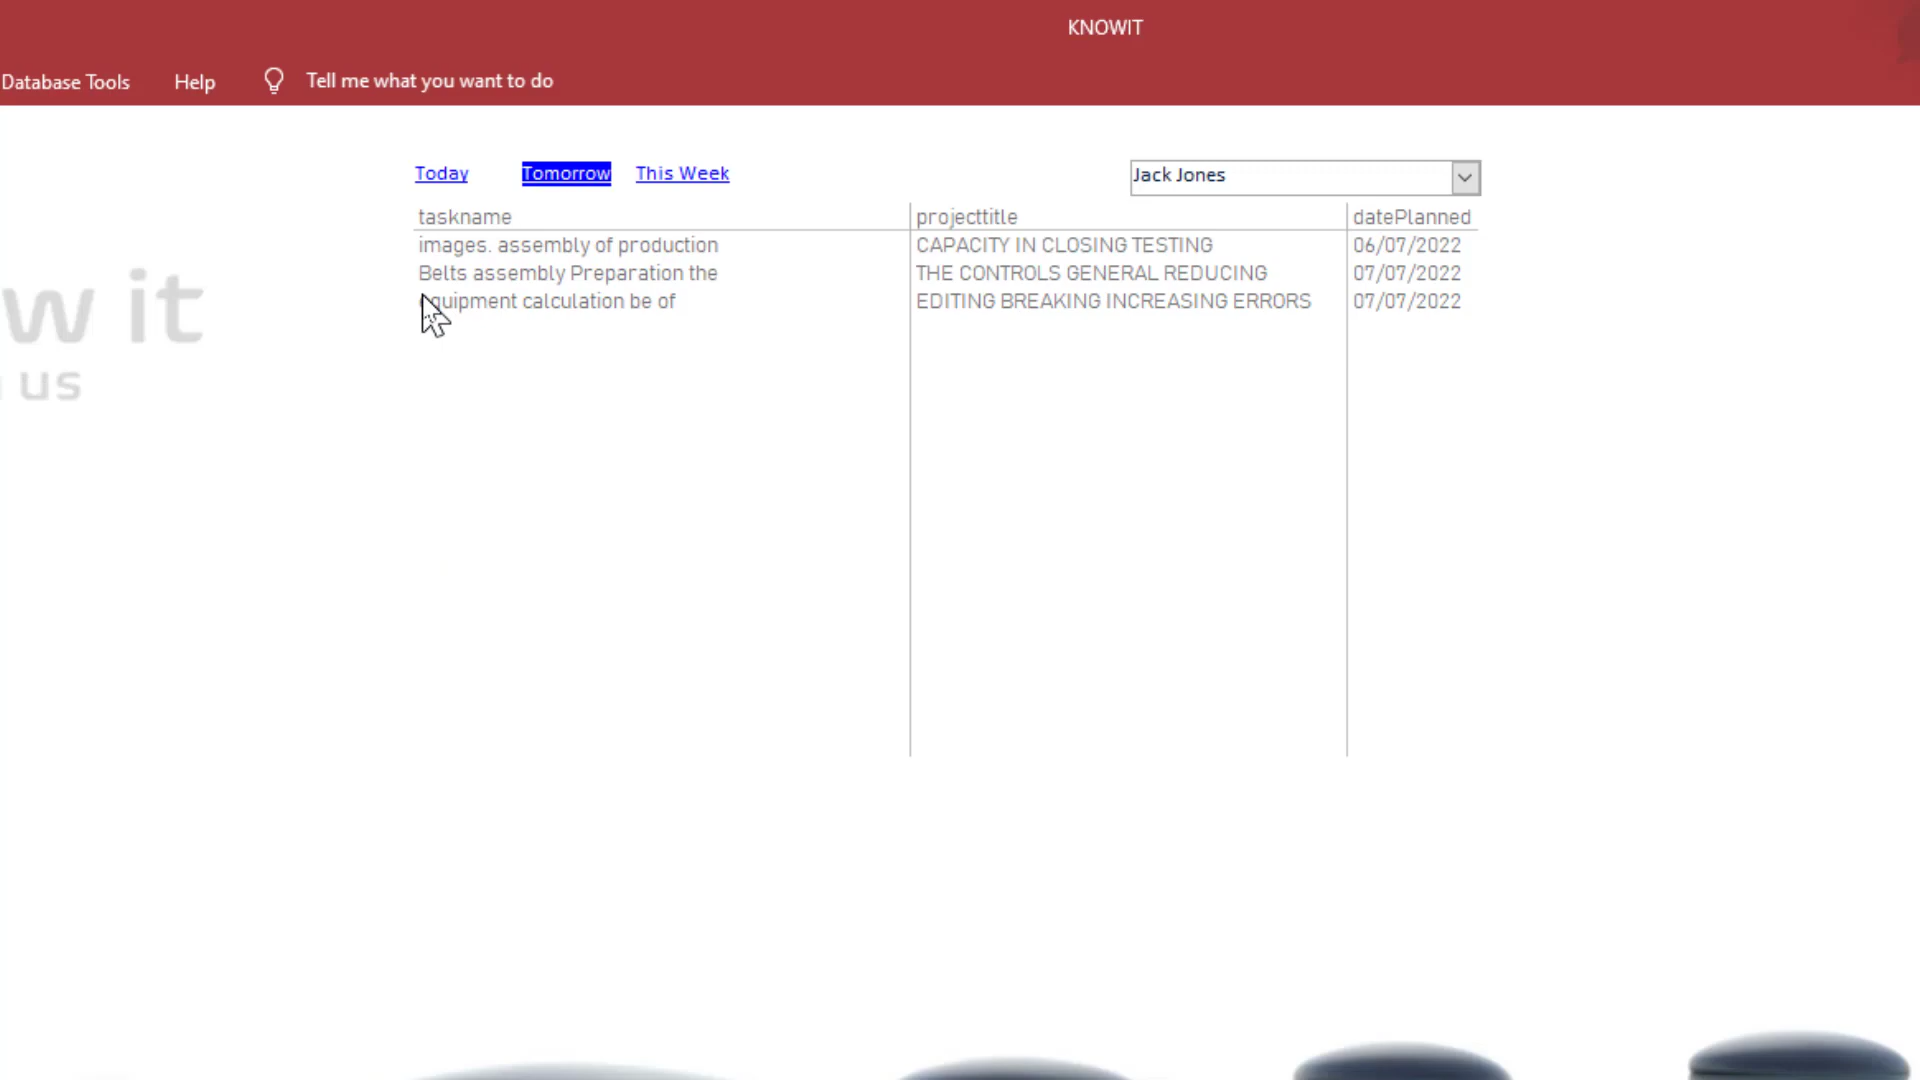 KNOWIT
Database Tools Help Tell me what you want to do
Today Tomorrow This Week Jack Jones
taskname projecttitle datePlanned
images. assembly of production CAPACITY IN CLOSING TESTING 06/07/2022
Belts assembly Preparation the THE CONTROLS GENERAL REDUCING 07/07/2022
equipment calculation be of EDITING BREAKING INCREASING ERRORS 07/07/2022
w it
us